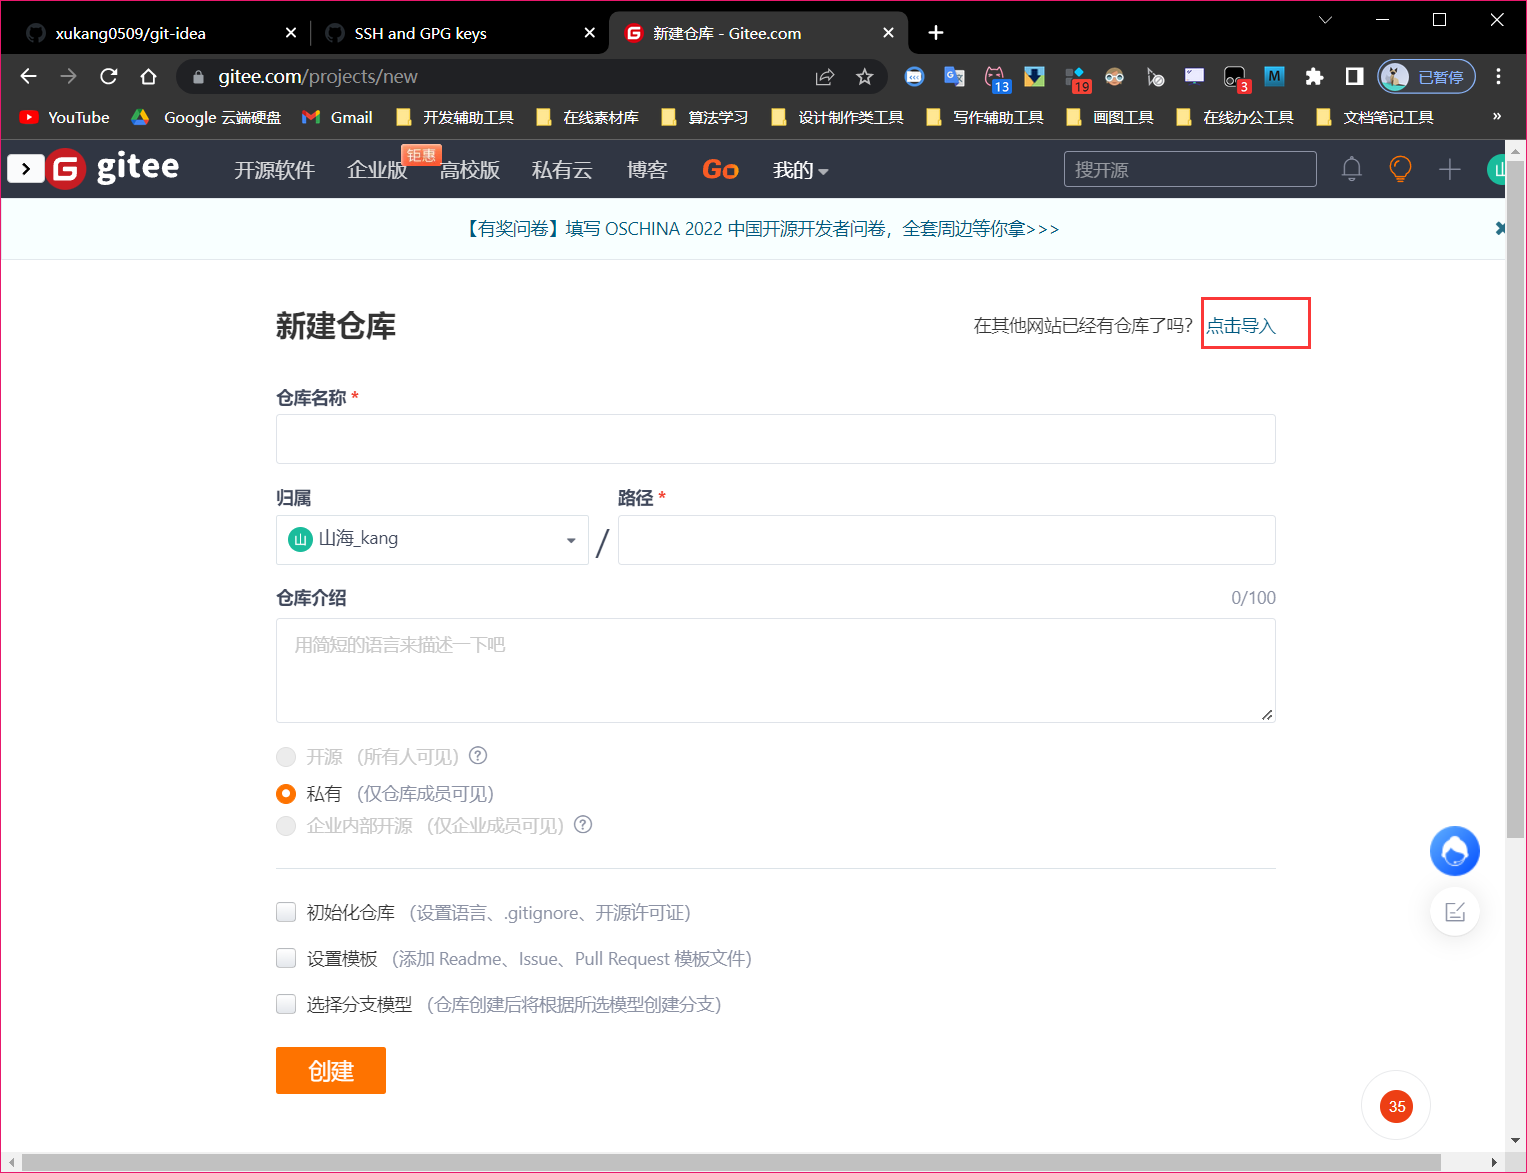 xukang0509/git-idea
SSH and GPG keys
新建仓库 - Gitee.com
gitee.com/projects/new
13
19
3
M
已暂停
YouTube
Google 云端硬盘
Gmail
开发辅助工具
在线素材库
算法学习
设计制作类工具
写作辅助工具
画图工具
在线办公工具
文档笔记工具
»
gitee
开源软件
企业版
钜惠
高校版
私有云
博客
Go
我的
搜开源
山
【有奖问卷】填写 OSCHINA 2022 中国开源开发者问卷，全套周边等你拿>>>
新建仓库
在其他网站已经有仓库了吗？ 点击导入
仓库名称 *
归属
路径 *
山 山海_kang
/
仓库介绍
0/100
用简短的语言来描述一下吧
开源 （所有人可见）
私有 （仅仓库成员可见）
企业内部开源 （仅企业成员可见）
初始化仓库 （设置语言、.gitignore、开源许可证）
设置模板 （添加 Readme、Issue、Pull Request 模板文件）
选择分支模型 （仓库创建后将根据所选模型创建分支）
创建
35